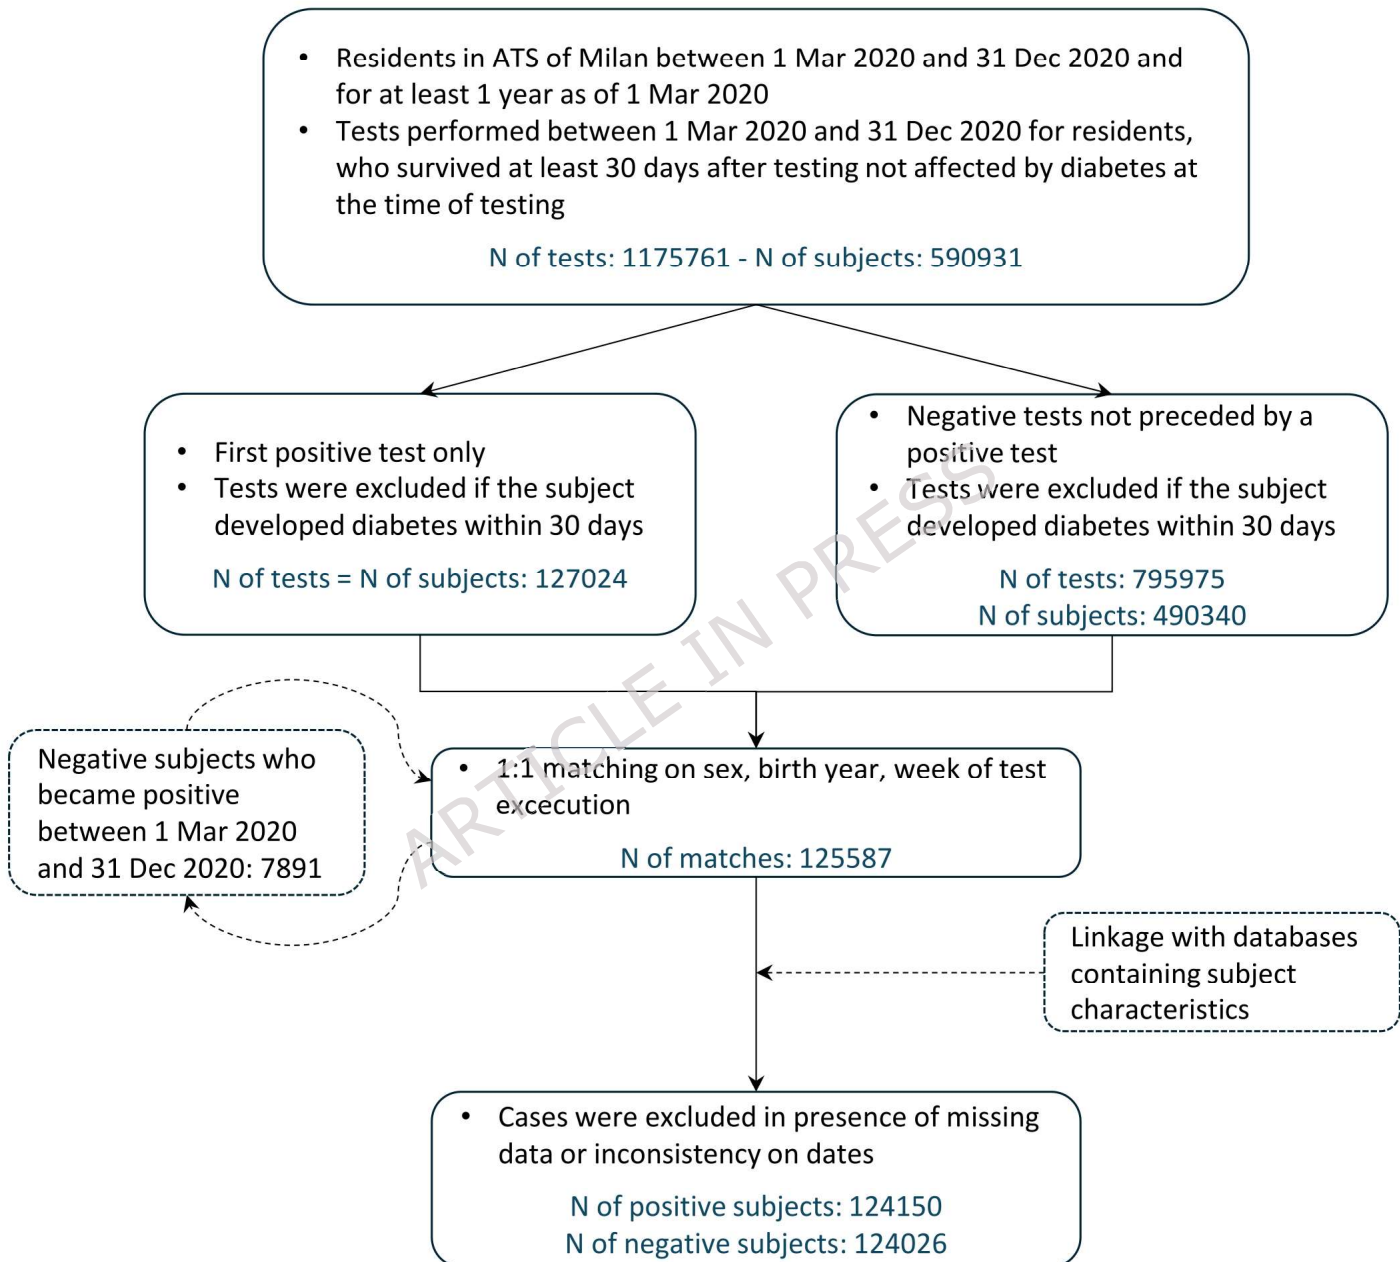 • Residents in ATS of Milan between 1 Mar 2020 and 31 Dec 2020 and
for at least 1 year as of 1 Mar 2020
• Tests performed between 1 Mar 2020 and 31 Dec 2020 for residents,
who survived at least 30 days after testing not affected by diabetes at
the time of testing
N of tests: 1175761 - N of subjects: 590931
• First positive test only
• Tests were excluded if the subject
developed diabetes within 30 days
N of tests = N of subjects: 127024
• Negative tests not preceded by a
positive test
• Tests were excluded if the subject
developed diabetes within 30 days
N of tests: 795975
N of subjects: 490340
Negative subjects who
became positive
between 1 Mar 2020
and 31 Dec 2020: 7891
• 1:1 matching on sex, birth year, week of test
excecution
N of matches: 125587
Linkage with databases
containing subject
characteristics
• Cases were excluded in presence of missing
data or inconsistency on dates
N of positive subjects: 124150
N of negative subjects: 124026
ARTICLE IN PRESS